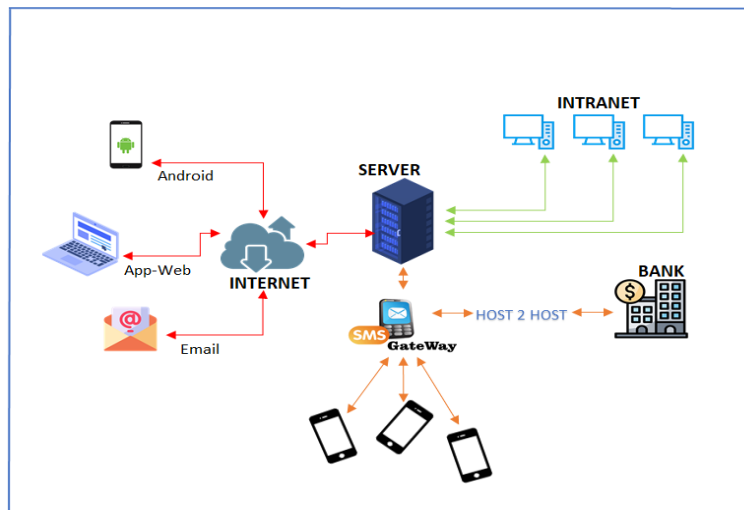 INTRANET
SERVER
Android
BANK
$
App-Web
INTERNET
HOST 2 HOST
@
SMS
GateWay
Email